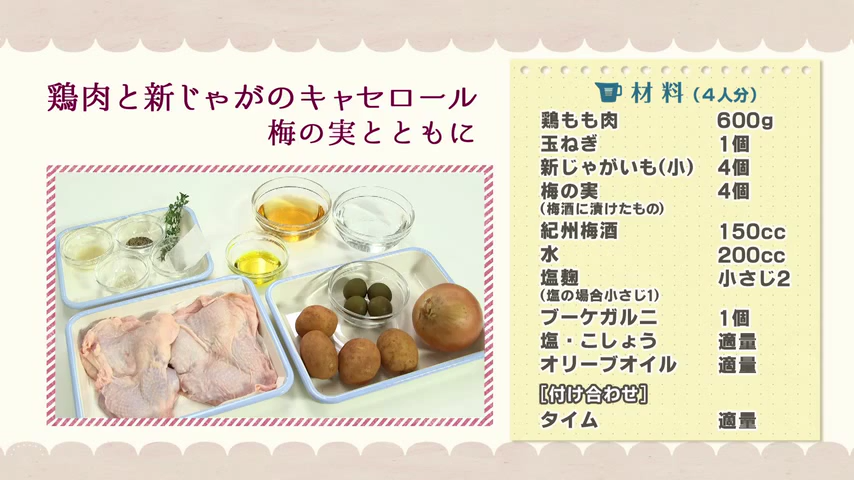 鶏肉と新じゃがのキャセロール
梅の実とともに
材料(4人分)
鶏もも肉 600g
玉ねぎ 1個
新じゃがいも(小) 4個
梅の実 4個
(梅酒に漬けたもの)
紀州梅酒 150cc
水 200cc
塩麹 小さじ2
(塩の場合小さじ1)
ブーケガルニ 1個
塩・こしょう 適量
オリーブオイル 適量
[付け合わせ]
タイム 適量